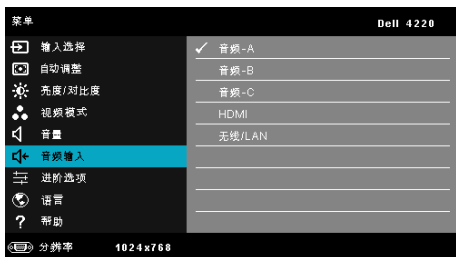 菜单 Dell 4220
输入选择
自动调整
亮度/对比度
视频模式
音量
音频输入
进阶选项
语言
帮助
音频-A
音频-B
音频-C
HDMI
无线/LAN
分辨率 1024x768